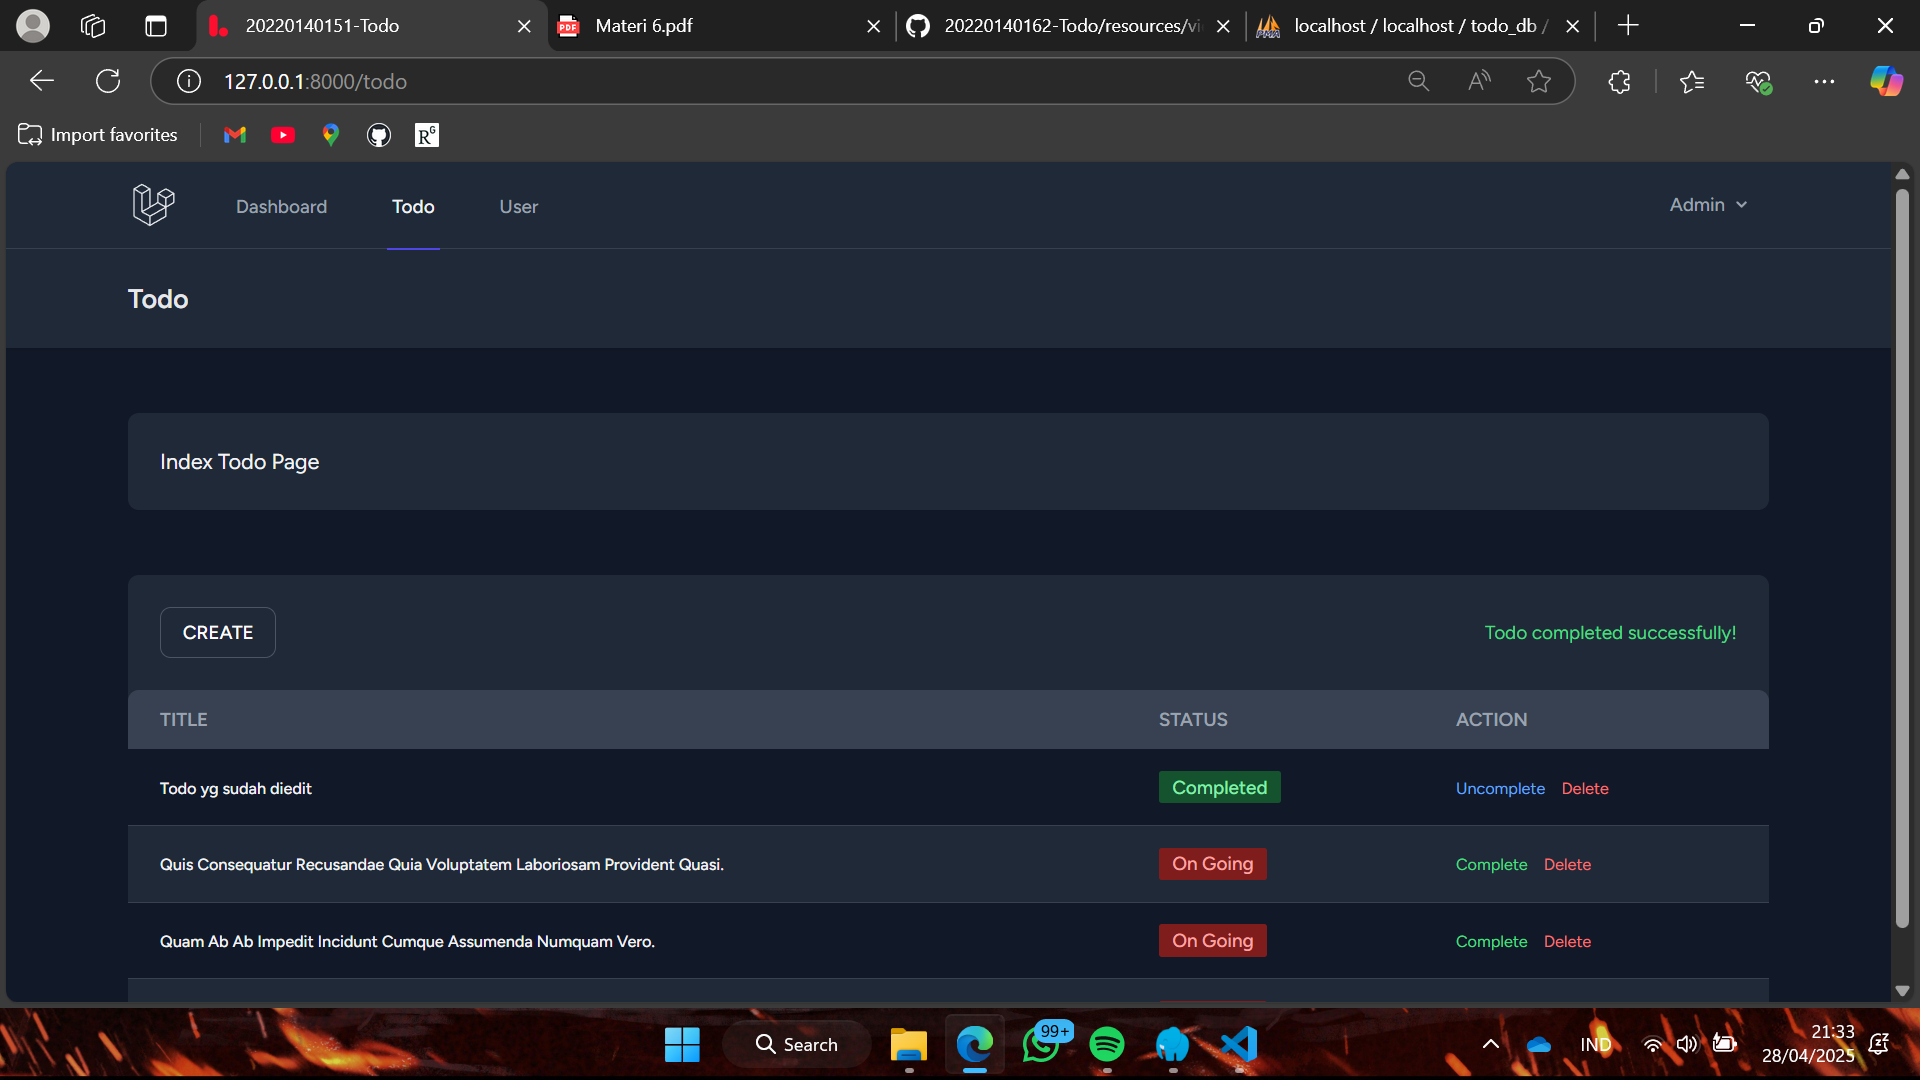 20220140151-Todo
Materi 6.pdf
20220140162-Todo/resources/vi
localhost / localhost / todo_db /
127.0.0.1:8000/todo
Import favorites
Dashboard
Todo
User
Admin
Todo
Index Todo Page
CREATE
Todo completed successfully!
TITLE STATUS ACTION
Todo yg sudah diedit Completed Uncomplete Delete
Quis Consequatur Recusandae Quia Voluptatem Laboriosam Provident Quasi. On Going Complete Delete
Quam Ab Ab Impedit Incidunt Cumque Assumenda Numquam Vero. On Going Complete Delete
Search
99+
IND
21:33
28/04/2025